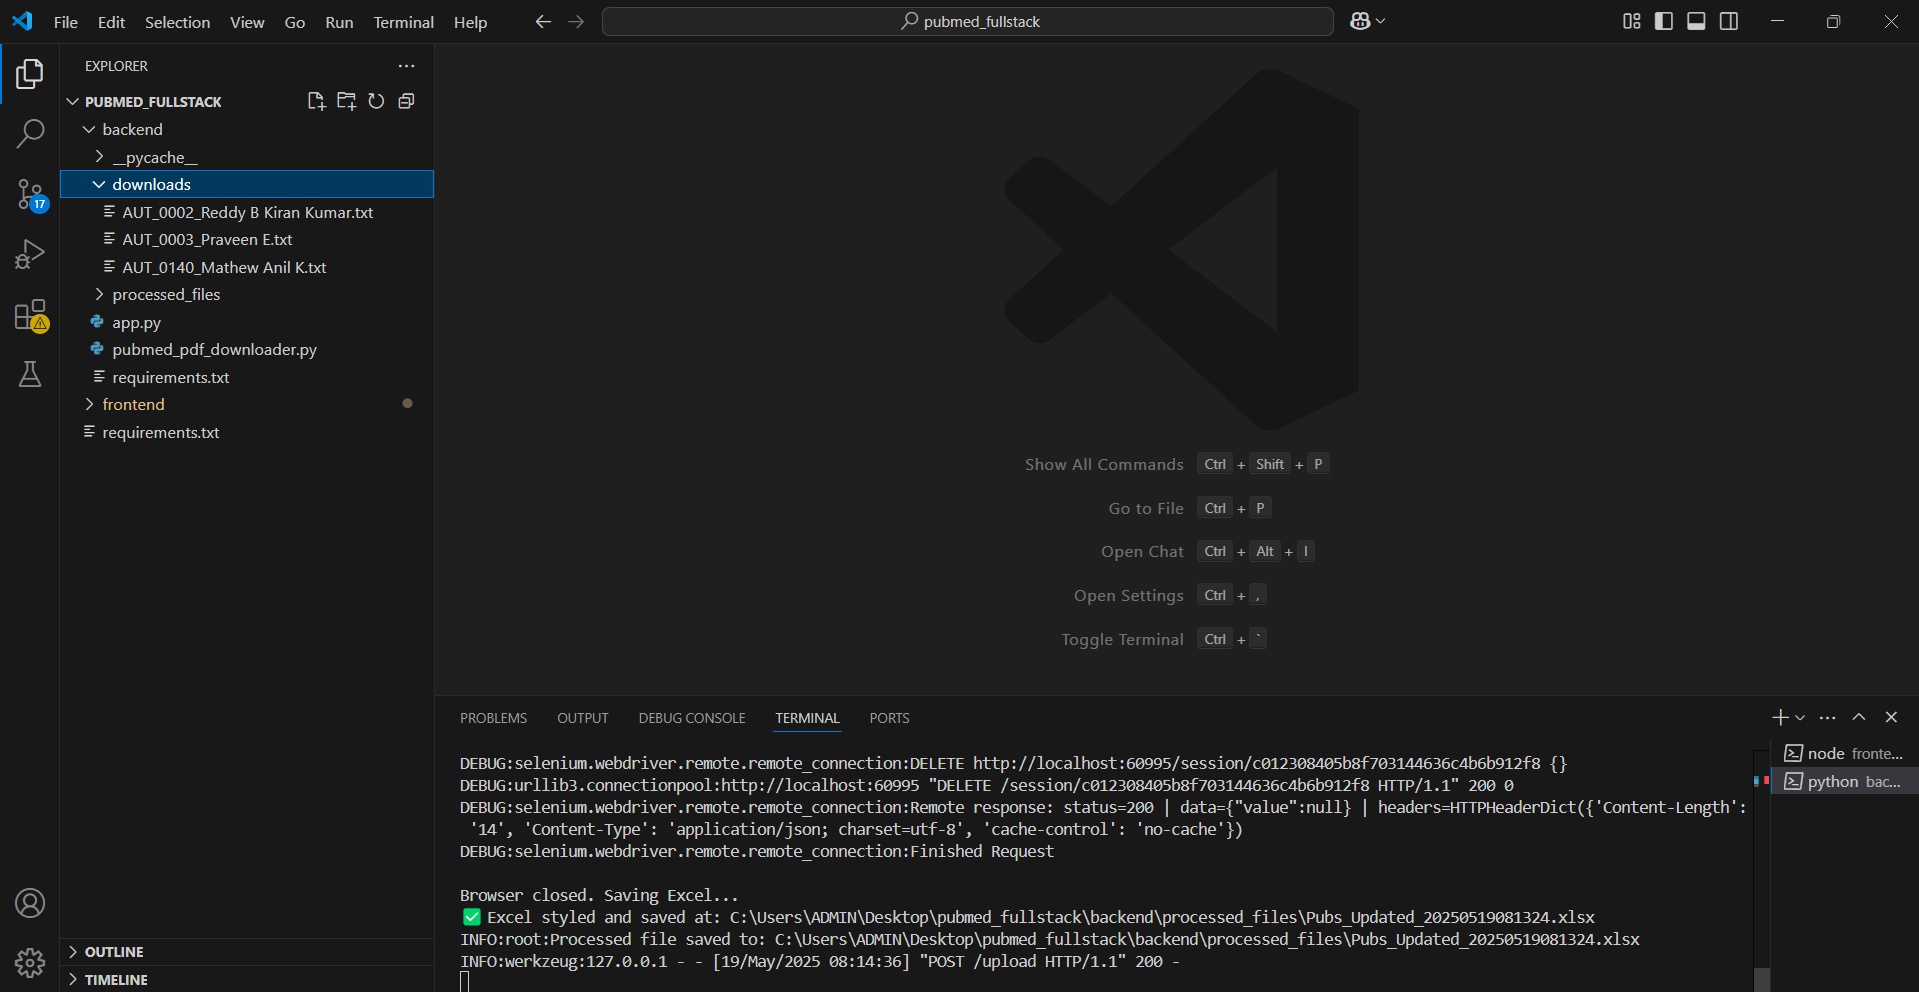 File Edit Selection View Go Run Terminal Help
pubmed_fullstack
EXPLORER
PUBMED_FULLSTACK
backend
__pycache__
downloads
AUT_0002_Reddy B Kiran Kumar.txt
AUT_0003_Praveen E.txt
AUT_0140_Mathew Anil K.txt
processed_files
app.py
pubmed_pdf_downloader.py
requirements.txt
frontend
requirements.txt
17
OUTLINE
TIMELINE
Show All Commands Ctrl + Shift + P
Go to File Ctrl + P
Open Chat Ctrl + Alt + I
Open Settings Ctrl + ,
Toggle Terminal Ctrl + `
PROBLEMS OUTPUT DEBUG CONSOLE TERMINAL PORTS
DEBUG:selenium.webdriver.remote.remote_connection:DELETE http://localhost:60995/session/c012308405b8f703144636c4b6b912f8 {}
DEBUG:urllib3.connectionpool:http://localhost:60995 "DELETE /session/c012308405b8f703144636c4b6b912f8 HTTP/1.1" 200 0
DEBUG:selenium.webdriver.remote.remote_connection:Remote response: status=200 | data={"value":null} | headers=HTTPHeaderDict({'Content-Length':
'14', 'Content-Type': 'application/json; charset=utf-8', 'cache-control': 'no-cache'})
DEBUG:selenium.webdriver.remote.remote_connection:Finished Request
Browser closed. Saving Excel...
✅ Excel styled and saved at: C:\Users\ADMIN\Desktop\pubmed_fullstack\backend\processed_files\Pubs_Updated_20250519081324.xlsx
INFO:root:Processed file saved to: C:\Users\ADMIN\Desktop\pubmed_fullstack\backend\processed_files\Pubs_Updated_20250519081324.xlsx
INFO:werkzeug:127.0.0.1 - - [19/May/2025 08:14:36] "POST /upload HTTP/1.1" 200 -
node fronte...
python bac...